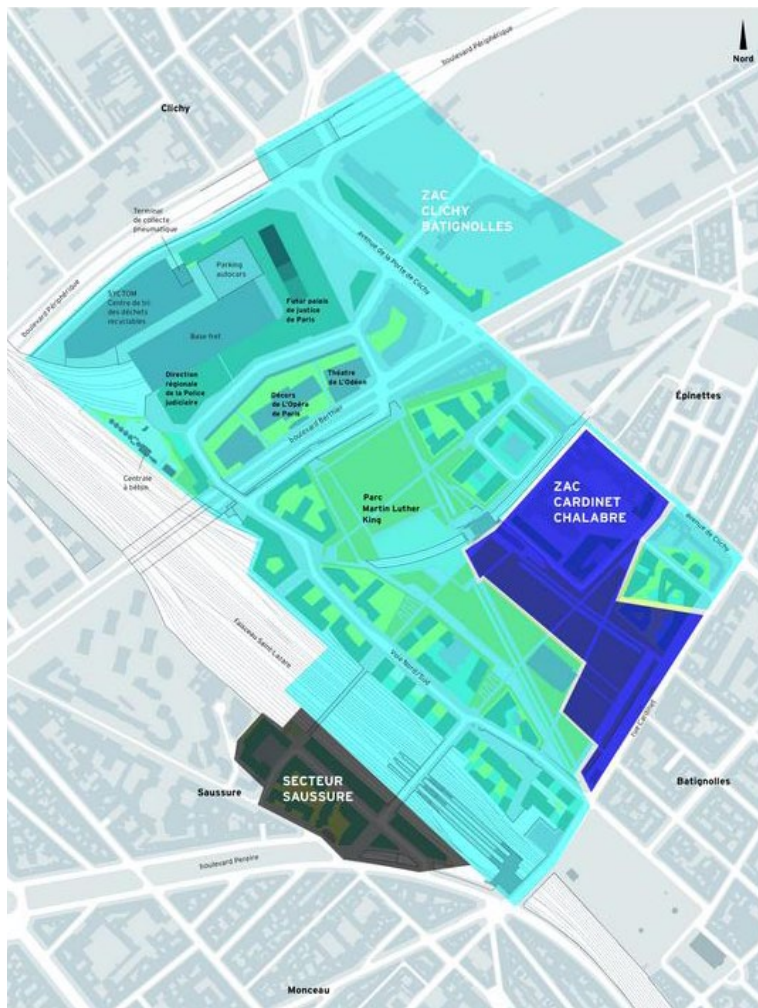 Nord
boulevard Périphérique
Clichy
ZAC
CLICHY
BATIGNOLLES
Terminal
de collecte
pneumatique
avenue de la Porte de Clichy
Parking
autocars
SYCTOM
Centre de tri
des déchets
recyclables
Futur palais
de Justice
de Paris
boulevard Périphérique
Base fret
Direction
régionale
de la Police
judiciaire
Théatre
de L'Odéon
Décors
de L'Opéra
de Paris
boulevard Berthier
Épinettes
Centrale
à béton
ZAC
CARDINET
CHALABRE
Parc
Martin Luther
King
avenue de Clichy
Faisceau Saint-Lazare
Voie Nord/Sud
rue Cardinet
SECTEUR
SAUSSURE
Saussure
Batignolles
boulevard Pereire
Monceau